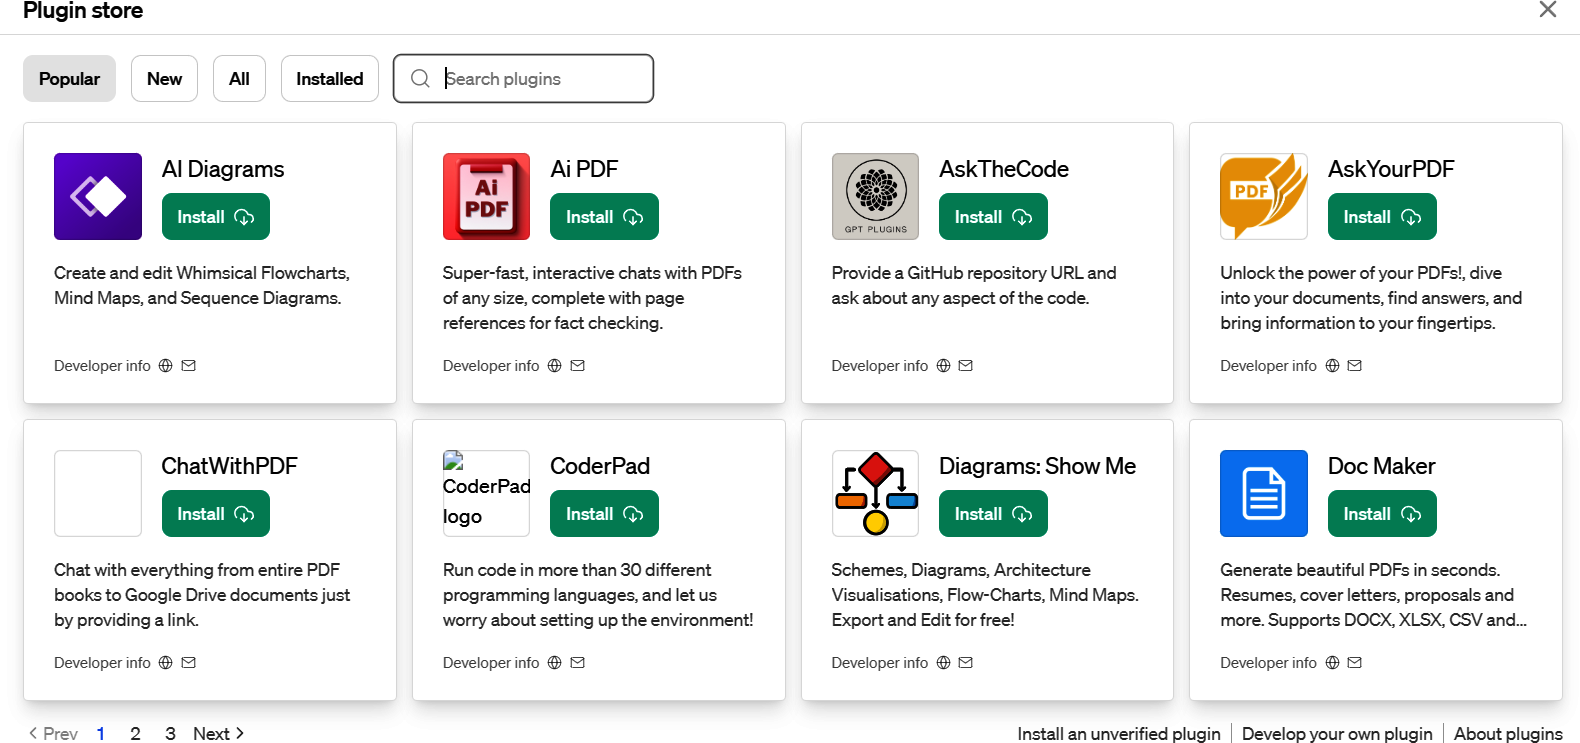 Plugin store
Popular
New
All
Installed
Search plugins
AI Diagrams
Install
Create and edit Whimsical Flowcharts,
Mind Maps, and Sequence Diagrams.
Developer info
Ai
PDF
Ai PDF
Install
Super-fast, interactive chats with PDFs
of any size, complete with page
references for fact checking.
Developer info
GPT PLUGINS
AskTheCode
Install
Provide a GitHub repository URL and
ask about any aspect of the code.
Developer info
PDF
AskYourPDF
Install
Unlock the power of your PDFs!, dive
into your documents, find answers, and
bring information to your fingertips.
Developer info
ChatWithPDF
Install
Chat with everything from entire PDF
books to Google Drive documents just
by providing a link.
Developer info
CoderPad
logo
CoderPad
Install
Run code in more than 30 different
programming languages, and let us
worry about setting up the environment!
Developer info
Diagrams: Show Me
Install
Schemes, Diagrams, Architecture
Visualisations, Flow-Charts, Mind Maps.
Export and Edit for free!
Developer info
Doc Maker
Install
Generate beautiful PDFs in seconds.
Resumes, cover letters, proposals and
more. Supports DOCX, XLSX, CSV and...
Developer info
Prev 1 2 3 Next
Install an unverified plugin | Develop your own plugin | About plugins